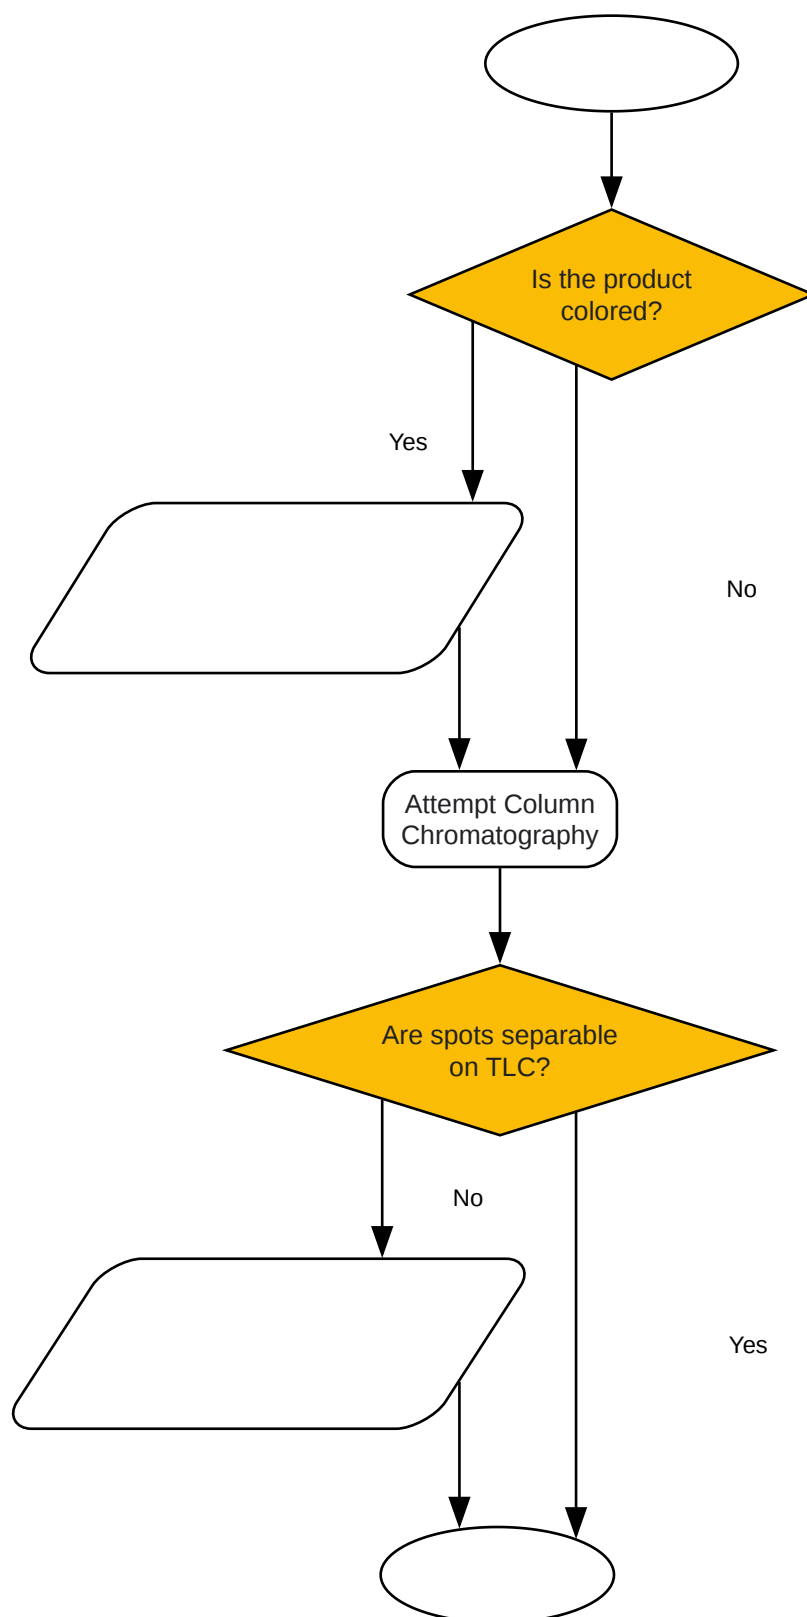 Is the product
colored?
Yes
No
Attempt Column
Chromatography
Are spots separable
on TLC?
No
Yes